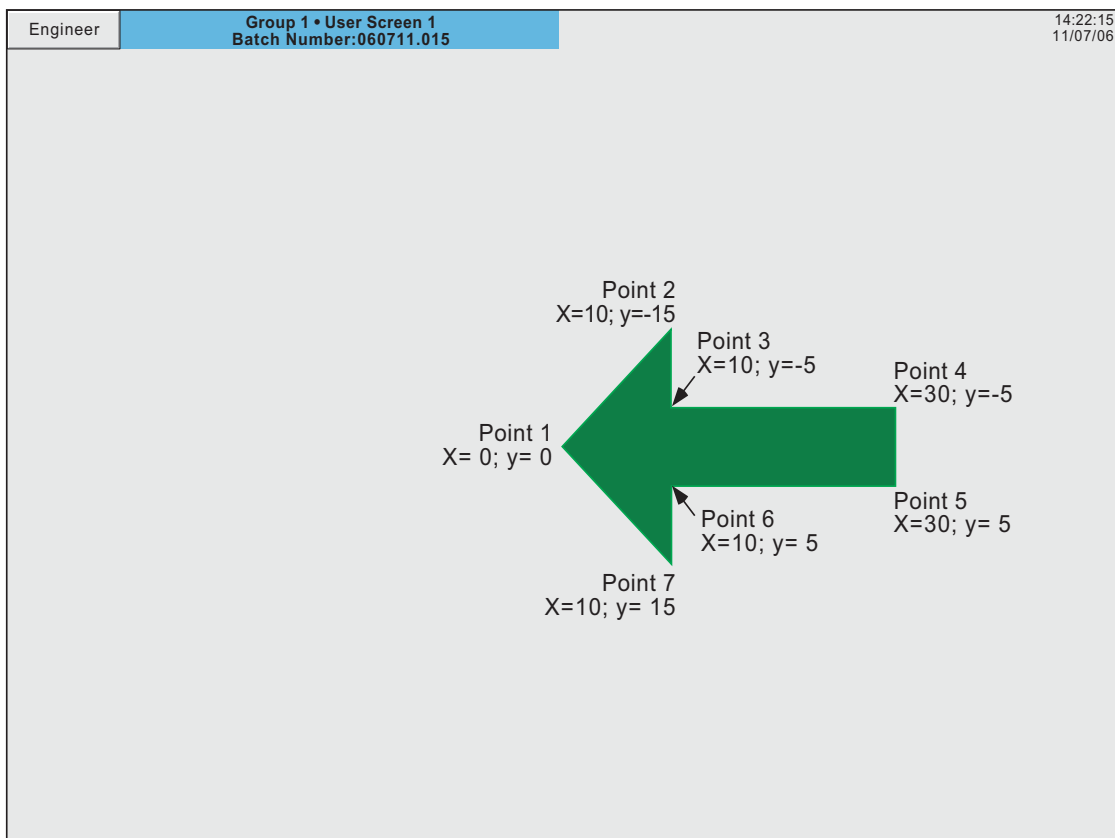 Engineer
Group 1 • User Screen 1
Batch Number:060711.015
14:22:15
11/07/06
Point 2
X=10; y=-15
Point 3
X=10; y=-5
Point 4
X=30; y=-5
Point 1
X= 0; y= 0
Point 5
X=30; y= 5
Point 6
X=10; y= 5
Point 7
X=10; y= 15